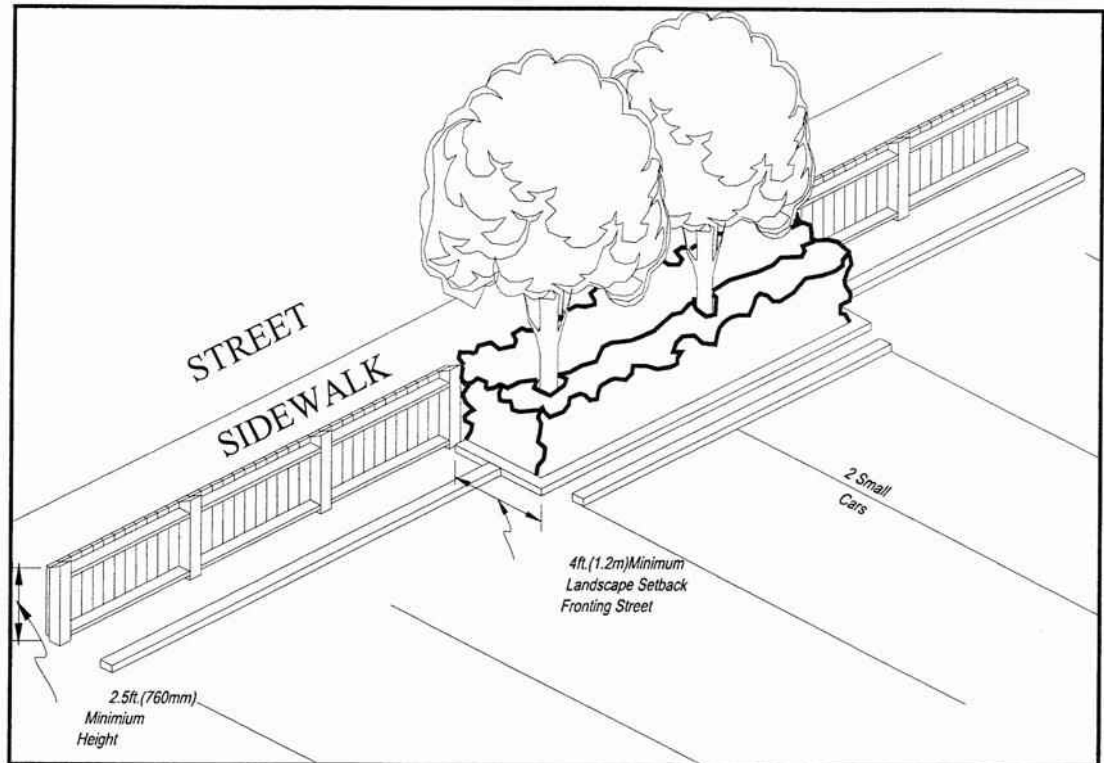 STREET
SIDEWALK
2 Small
Cars
4ft.(1.2m)Minimum
Landscape Setback
Fronting Street
2.5ft.(760mm)
Minimium
Height